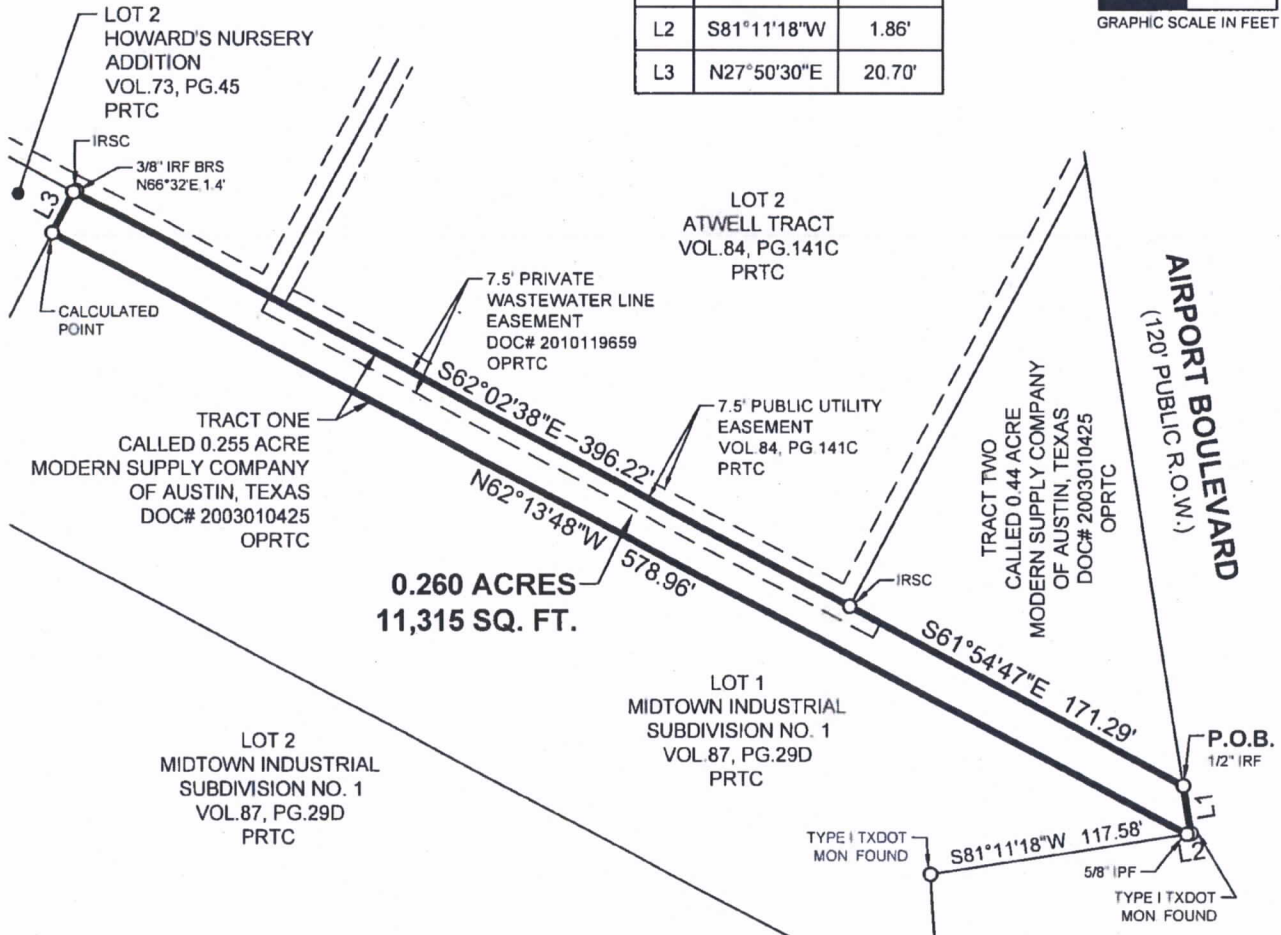 LOT 2
HOWARD'S NURSERY
ADDITION
VOL.73, PG.45
PRTC
L2 S81°11'18"W 1.86'
L3 N27°50'30"E 20.70'
GRAPHIC SCALE IN FEET
IRSC
3/8" IRF BRS
N66°32'E 1.4'
L3
CALCULATED
POINT
LOT 2
ATWELL TRACT
VOL.84, PG.141C
PRTC
7.5' PRIVATE
WASTEWATER LINE
EASEMENT
DOC# 2010119659
OPRTC
AIRPORT BOULEVARD
(120' PUBLIC R.O.W.)
S62°02'38"E 396.22'
7.5' PUBLIC UTILITY
EASEMENT
VOL.84, PG.141C
PRTC
TRACT ONE
CALLED 0.255 ACRE
MODERN SUPPLY COMPANY
OF AUSTIN, TEXAS
DOC# 2003010425
OPRTC
TRACT TWO
CALLED 0.44 ACRE
MODERN SUPPLY COMPANY
OF AUSTIN, TEXAS
DOC# 2003010425
OPRTC
N62°13'48"W 578.96'
0.260 ACRES
11,315 SQ. FT.
IRSC
S61°54'47"E 171.29'
LOT 1
MIDTOWN INDUSTRIAL
SUBDIVISION NO. 1
VOL.87, PG.29D
PRTC
LOT 2
MIDTOWN INDUSTRIAL
SUBDIVISION NO. 1
VOL.87, PG.29D
PRTC
P.O.B.
1/2" IRF
L1
TYPE I TXDOT
MON FOUND
S81°11'18"W 117.58'
L2
5/8" IPF
TYPE I TXDOT
MON FOUND